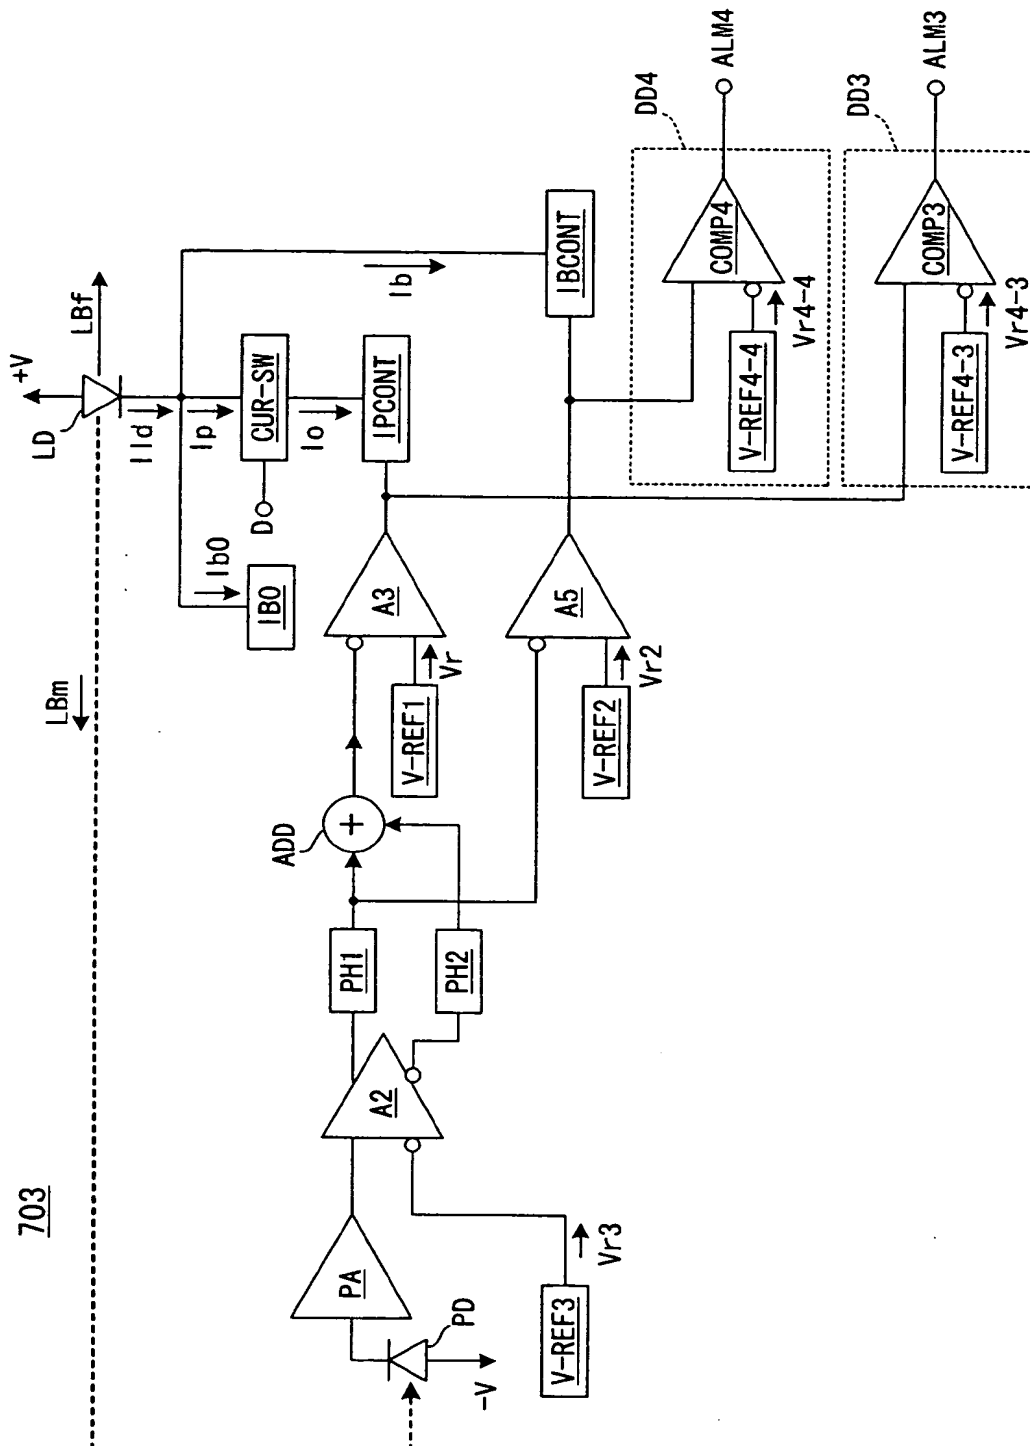 703
LBm
LD
+V
LBf
Ild
Ip
Ib0
IB0
D
CUR-SW
Io
IPCONT
Ib
IBCONT
ADD
+
A3
V-REF1
Vr
PH1
PH2
A2
PA
PD
-V
V-REF3
Vr3
A5
V-REF2
Vr2
DD4
COMP4
ALM4
V-REF4-4
Vr4-4
DD3
COMP3
ALM3
V-REF4-3
Vr4-3